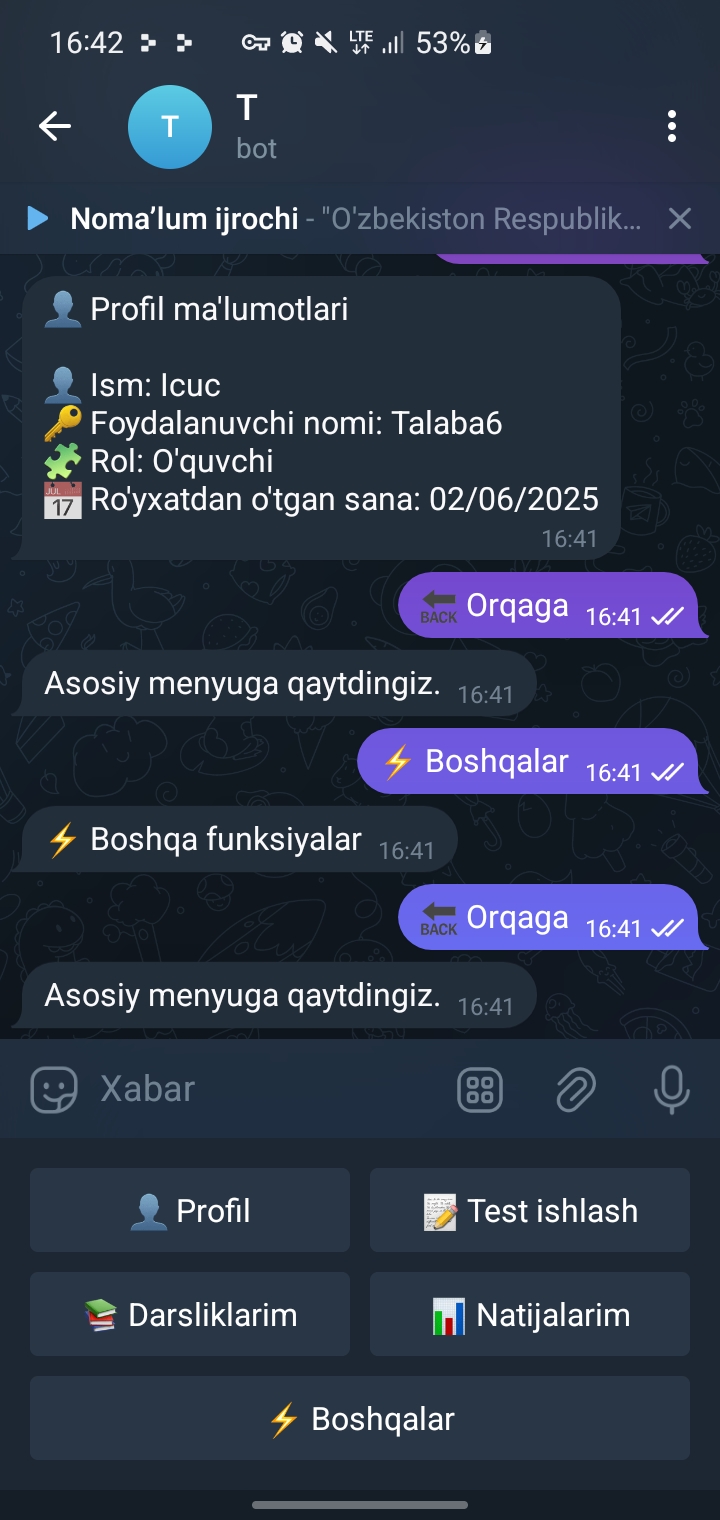 16:42 LTE 53%
T
T
bot
Noma’lum ijrochi - "O'zbekiston Respublik...
👤 Profil ma'lumotlari
👤 Ism: Icuc
🔑 Foydalanuvchi nomi: Talaba6
🧩 Rol: O'quvchi
📅 Ro'yxatdan o'tgan sana: 02/06/2025
16:41
🔙 Orqaga 16:41
Asosiy menyuga qaytdingiz. 16:41
⚡ Boshqalar 16:41
⚡ Boshqa funksiyalar 16:41
🔙 Orqaga 16:41
Asosiy menyuga qaytdingiz. 16:41
Xabar
👤 Profil
📝 Test ishlash
📚 Darsliklarim
📊 Natijalarim
⚡ Boshqalar